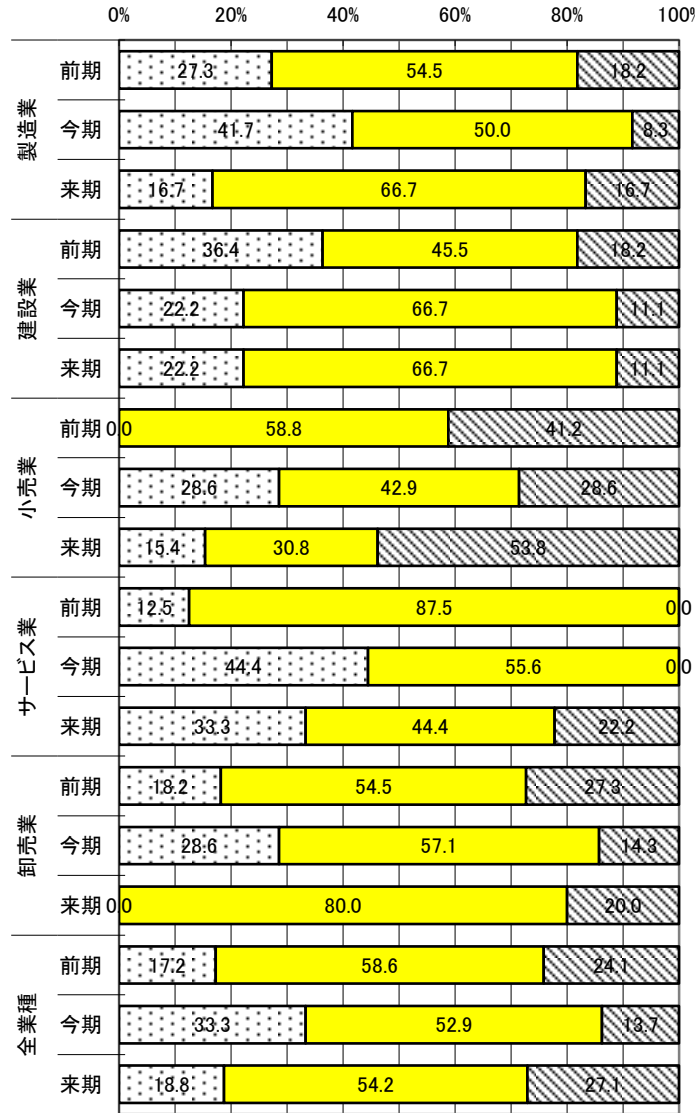 0% 20% 40% 60% 80% 100%
製造業
前期 27.3 54.5 18.2
今期 41.7 50.0 8.3
来期 16.7 66.7 16.7
建設業
前期 36.4 45.5 18.2
今期 22.2 66.7 11.1
来期 22.2 66.7 11.1
小売業
前期 0.0 58.8 41.2
今期 28.6 42.9 28.6
来期 15.4 30.8 53.8
サービス業
前期 12.5 87.5 0.0
今期 44.4 55.6 0.0
来期 33.3 44.4 22.2
卸売業
前期 18.2 54.5 27.3
今期 28.6 57.1 14.3
来期 0.0 80.0 20.0
全業種
前期 17.2 58.6 24.1
今期 33.3 52.9 13.7
来期 18.8 54.2 27.1